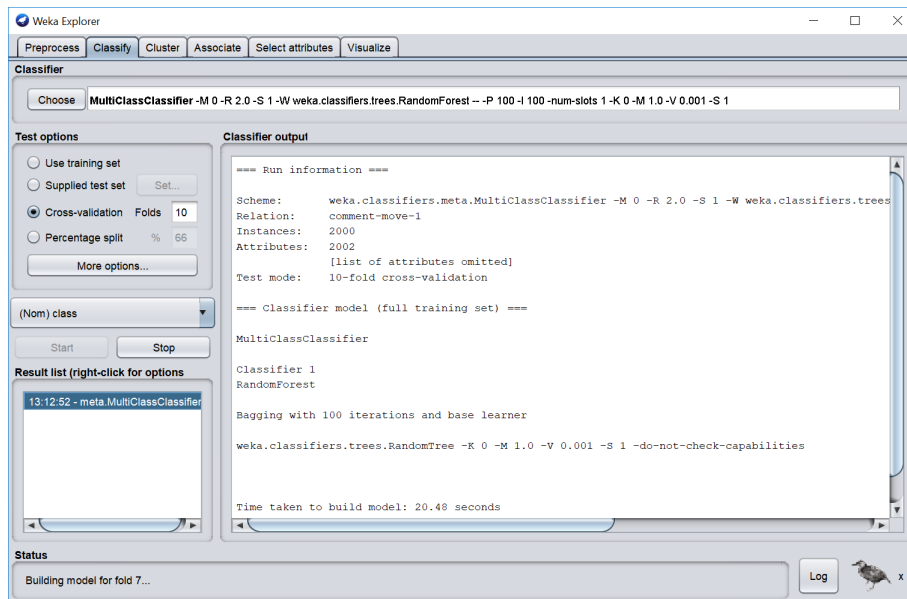 Weka Explorer
Preprocess Classify Cluster Associate Select attributes Visualize
Classifier
Choose MultiClassClassifier -M 0 -R 2.0 -S 1 -W weka.classifiers.trees.RandomForest -- -P 100 -I 100 -num-slots 1 -K 0 -M 1.0 -V 0.001 -S 1
Test options
Use training set
Supplied test set Set...
Cross-validation Folds 10
Percentage split % 66
More options...
(Nom) class
Start Stop
Result list (right-click for options
13:12:52 - meta.MultiClassClassifier
Classifier output
=== Run information ===
Scheme: weka.classifiers.meta.MultiClassClassifier -M 0 -R 2.0 -S 1 -W weka.classifiers.trees
Relation: comment-move-1
Instances: 2000
Attributes: 2002
[list of attributes omitted]
Test mode: 10-fold cross-validation
=== Classifier model (full training set) ===
MultiClassClassifier
Classifier 1
RandomForest
Bagging with 100 iterations and base learner
weka.classifiers.trees.RandomTree -K 0 -M 1.0 -V 0.001 -S 1 -do-not-check-capabilities
Time taken to build model: 20.48 seconds
Status
Building model for fold 7...
Log
x